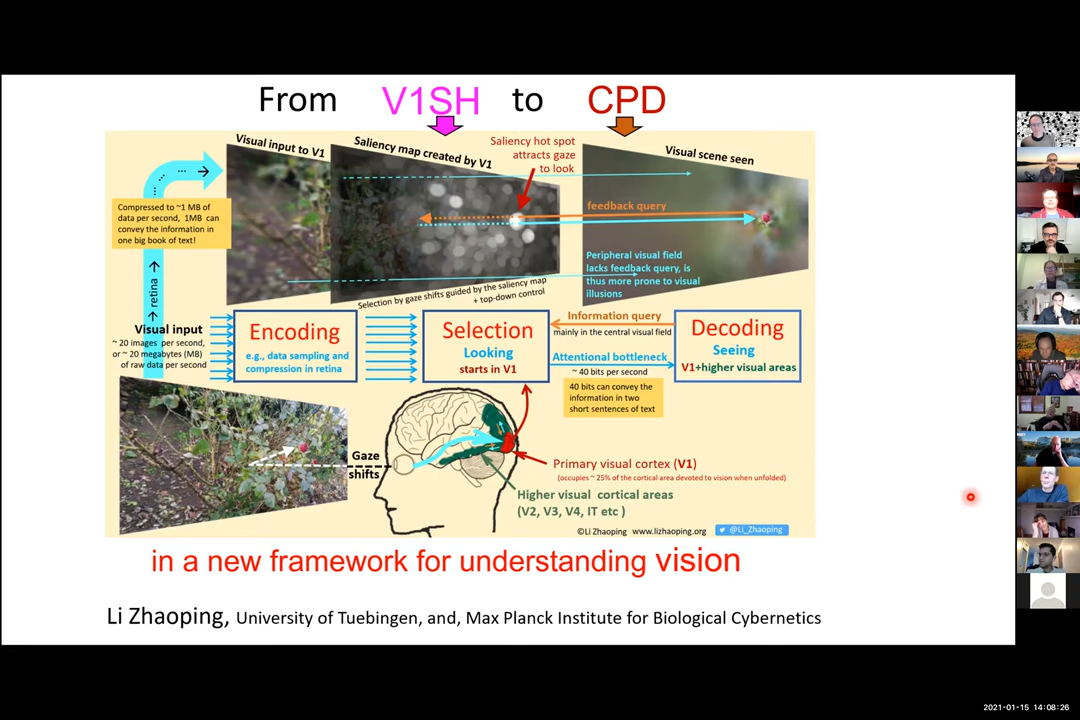 From V1SH to CPD
Visual input to V1
Saliency map created by V1
Saliency hot spot
attracts gaze
to look
Visual scene seen
Compressed to ~1 MB of
data per second, 1MB can
convey the information in
one big book of text!
feedback query
Peripheral visual field
lacks feedback query, is
thus more prone to visual
illusions
retina
Selection by gaze shifts guided by the saliency map
+ top-down control
Visual input
~ 20 images per second,
or ~ 20 megabytes (MB)
of raw data per second
Encoding
e.g., data sampling and
compression in retina
Selection
Looking
starts in V1
Information query
mainly in the central visual field
Attentional bottleneck
~ 40 bits per second
40 bits can convey the
information in two
short sentences of text
Decoding
Seeing
V1+higher visual areas
Gaze
shifts
Primary visual cortex (V1)
(occupies ~ 25% of the cortical area devoted to vision when unfolded)
Higher visual cortical areas
(V2, V3, V4, IT etc )
©Li Zhaoping www.lizhaoping.org @Li_Zhaoping
in a new framework for understanding vision
Li Zhaoping, University of Tuebingen, and, Max Planck Institute for Biological Cybernetics
2021-01-15 14:08:26